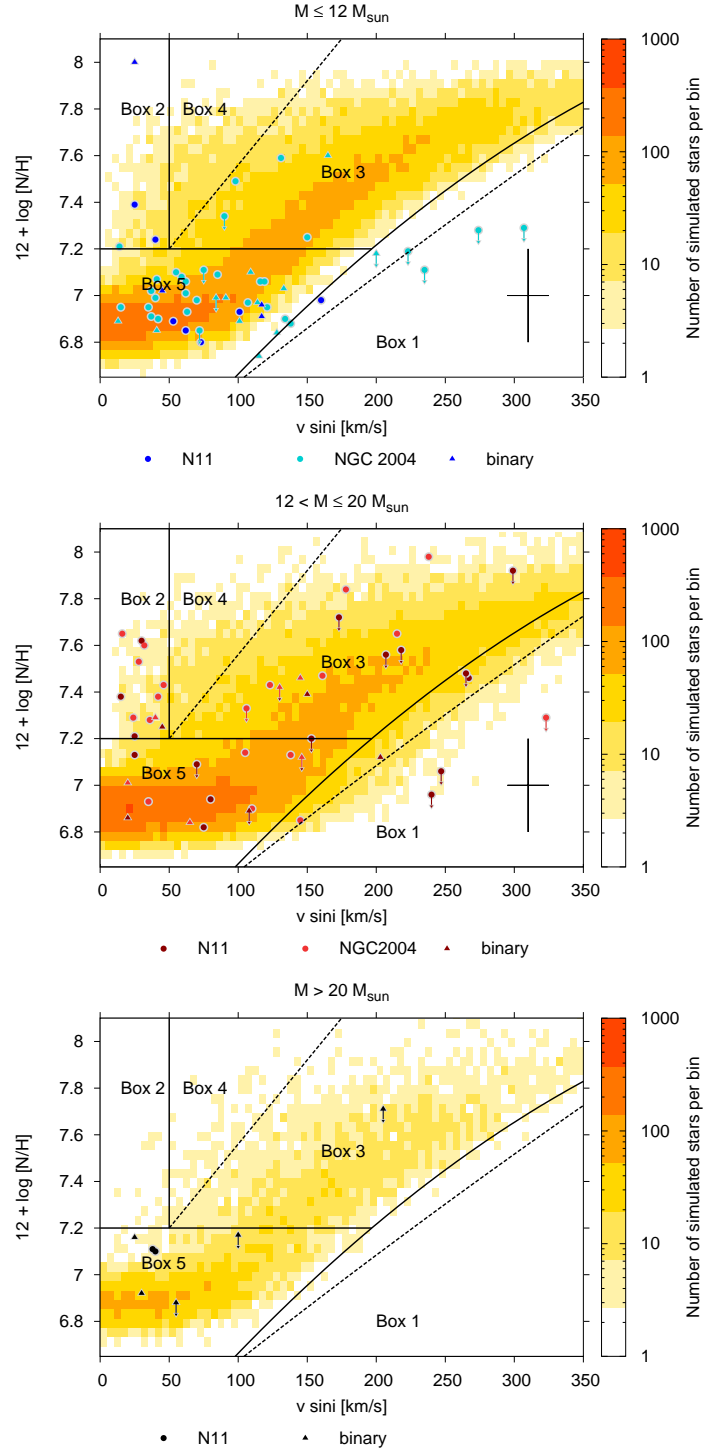 M ≤ 12 M_sun
12 + log [N/H]
8
7.8
7.6
7.4
7.2
7
6.8
Box 2
Box 4
Box 3
Box 5
Box 1
0
50
100
150
200
250
300
350
v sini [km/s]
1000
100
10
1
Number of simulated stars per bin
N11
NGC 2004
binary
12 < M ≤ 20 M_sun
12 + log [N/H]
8
7.8
7.6
7.4
7.2
7
6.8
Box 2
Box 4
Box 3
Box 5
Box 1
0
50
100
150
200
250
300
350
v sini [km/s]
1000
100
10
1
Number of simulated stars per bin
N11
NGC2004
binary
M > 20 M_sun
12 + log [N/H]
8
7.8
7.6
7.4
7.2
7
6.8
Box 2
Box 4
Box 3
Box 5
Box 1
0
50
100
150
200
250
300
350
v sini [km/s]
1000
100
10
1
Number of simulated stars per bin
N11
binary